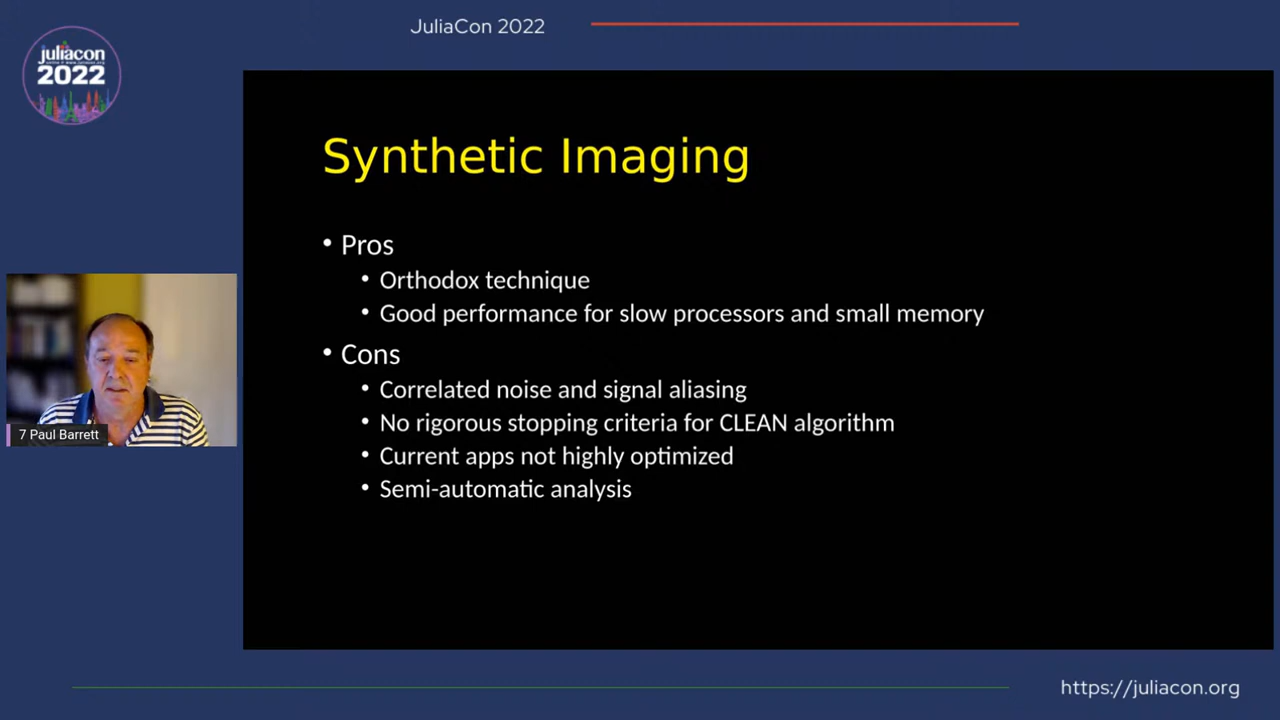 JuliaCon 2022
juliacon
2022
Synthetic Imaging
• Pros
• Orthodox technique
• Good performance for slow processors and small memory
• Cons
• Correlated noise and signal aliasing
• No rigorous stopping criteria for CLEAN algorithm
• Current apps not highly optimized
• Semi-automatic analysis
7 Paul Barrett
https://juliacon.org